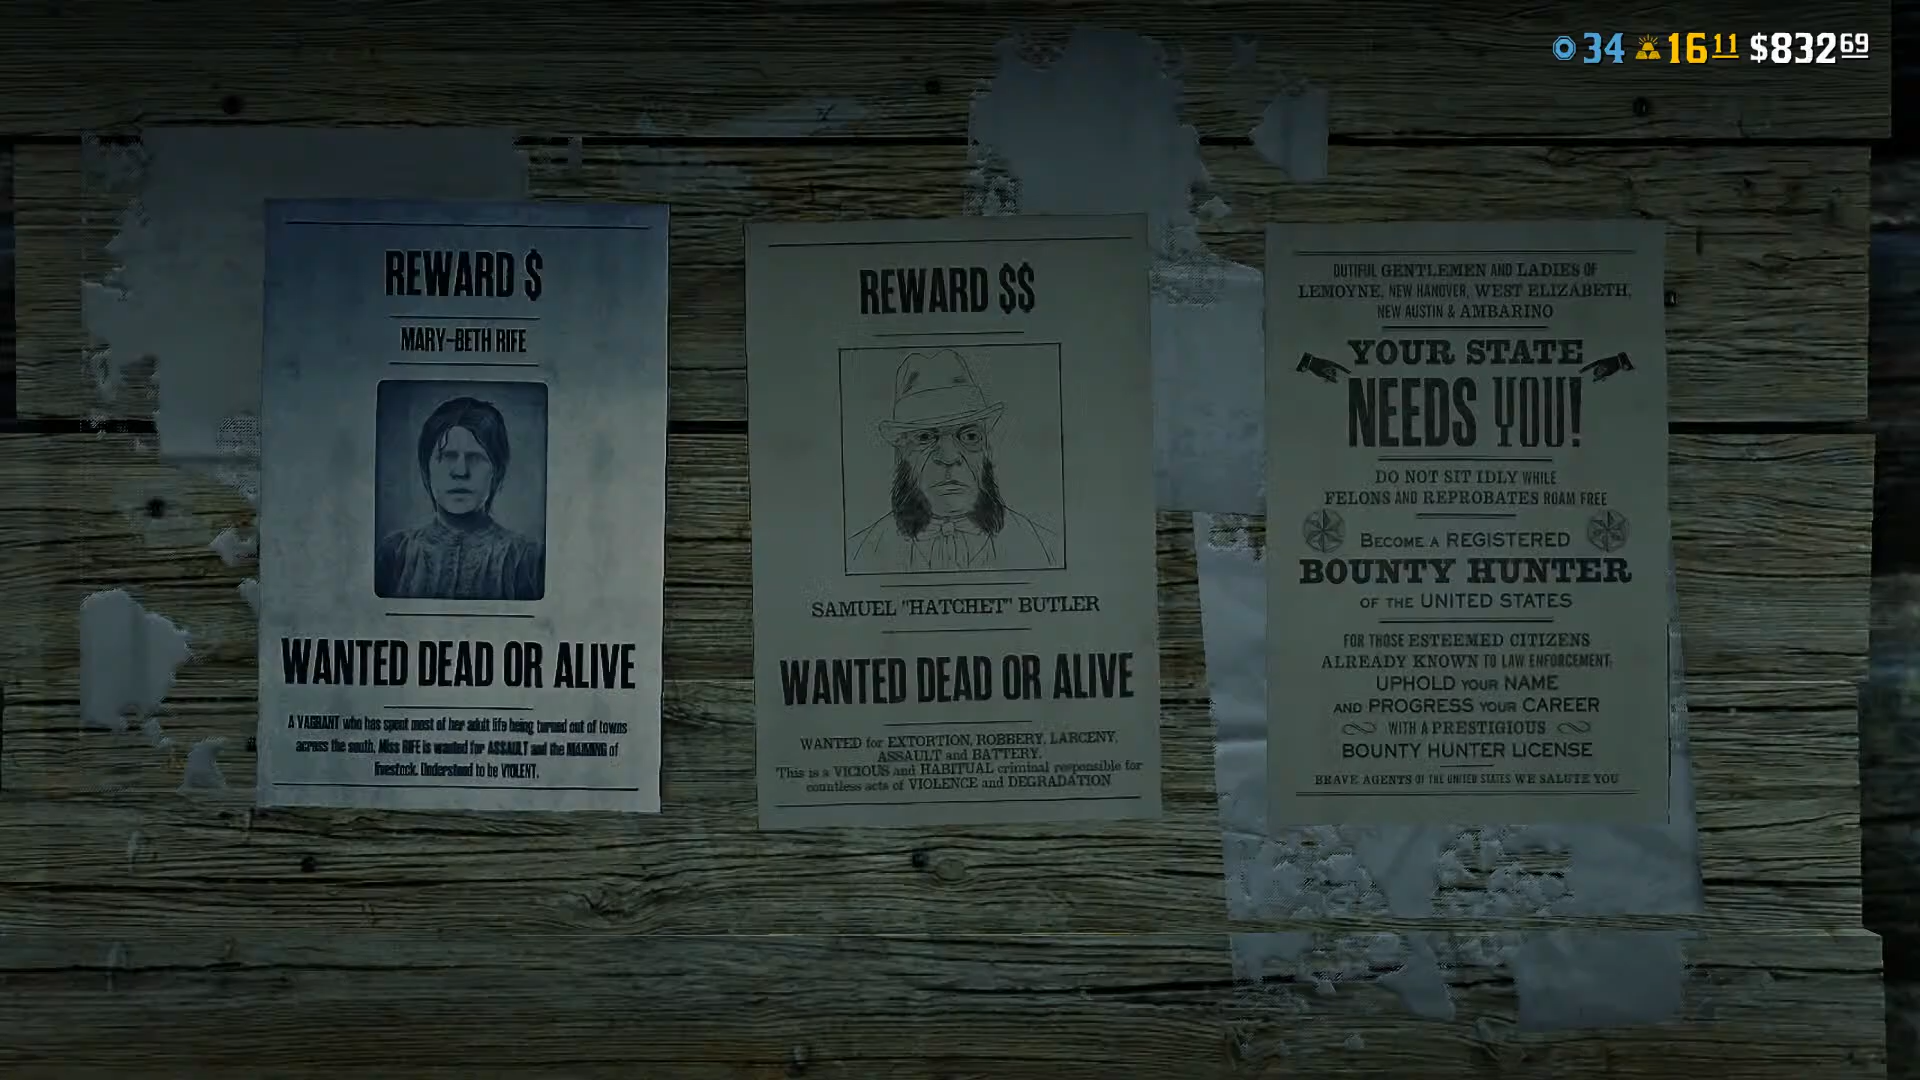 34 16 11 $832 69
REWARD $
MARY-BETH RIFE
WANTED DEAD OR ALIVE
A VAGRANT who has spent most of her adult life being turned out of towns
across the south, Miss RIFE is wanted for ASSAULT and the MAIMING of
livestock. Understood to be VIOLENT.
REWARD $$
SAMUEL "HATCHET" BUTLER
WANTED DEAD OR ALIVE
WANTED for EXTORTION, ROBBERY, LARCENY,
ASSAULT and BATTERY.
This is a VICIOUS and HABITUAL criminal responsible for
countless acts of VIOLENCE and DEGRADATION
DUTIFUL GENTLEMEN AND LADIES OF
LEMOYNE, NEW HANOVER, WEST ELIZABETH,
NEW AUSTIN & AMBARINO
YOUR STATE
NEEDS YOU!
DO NOT SIT IDLY WHILE
FELONS AND REPROBATES ROAM FREE
BECOME A REGISTERED
BOUNTY HUNTER
OF THE UNITED STATES
FOR THOSE ESTEEMED CITIZENS
ALREADY KNOWN TO LAW ENFORCEMENT,
UPHOLD YOUR NAME
AND PROGRESS YOUR CAREER
WITH A PRESTIGIOUS
BOUNTY HUNTER LICENSE
BRAVE AGENTS OF THE UNITED STATES WE SALUTE YOU